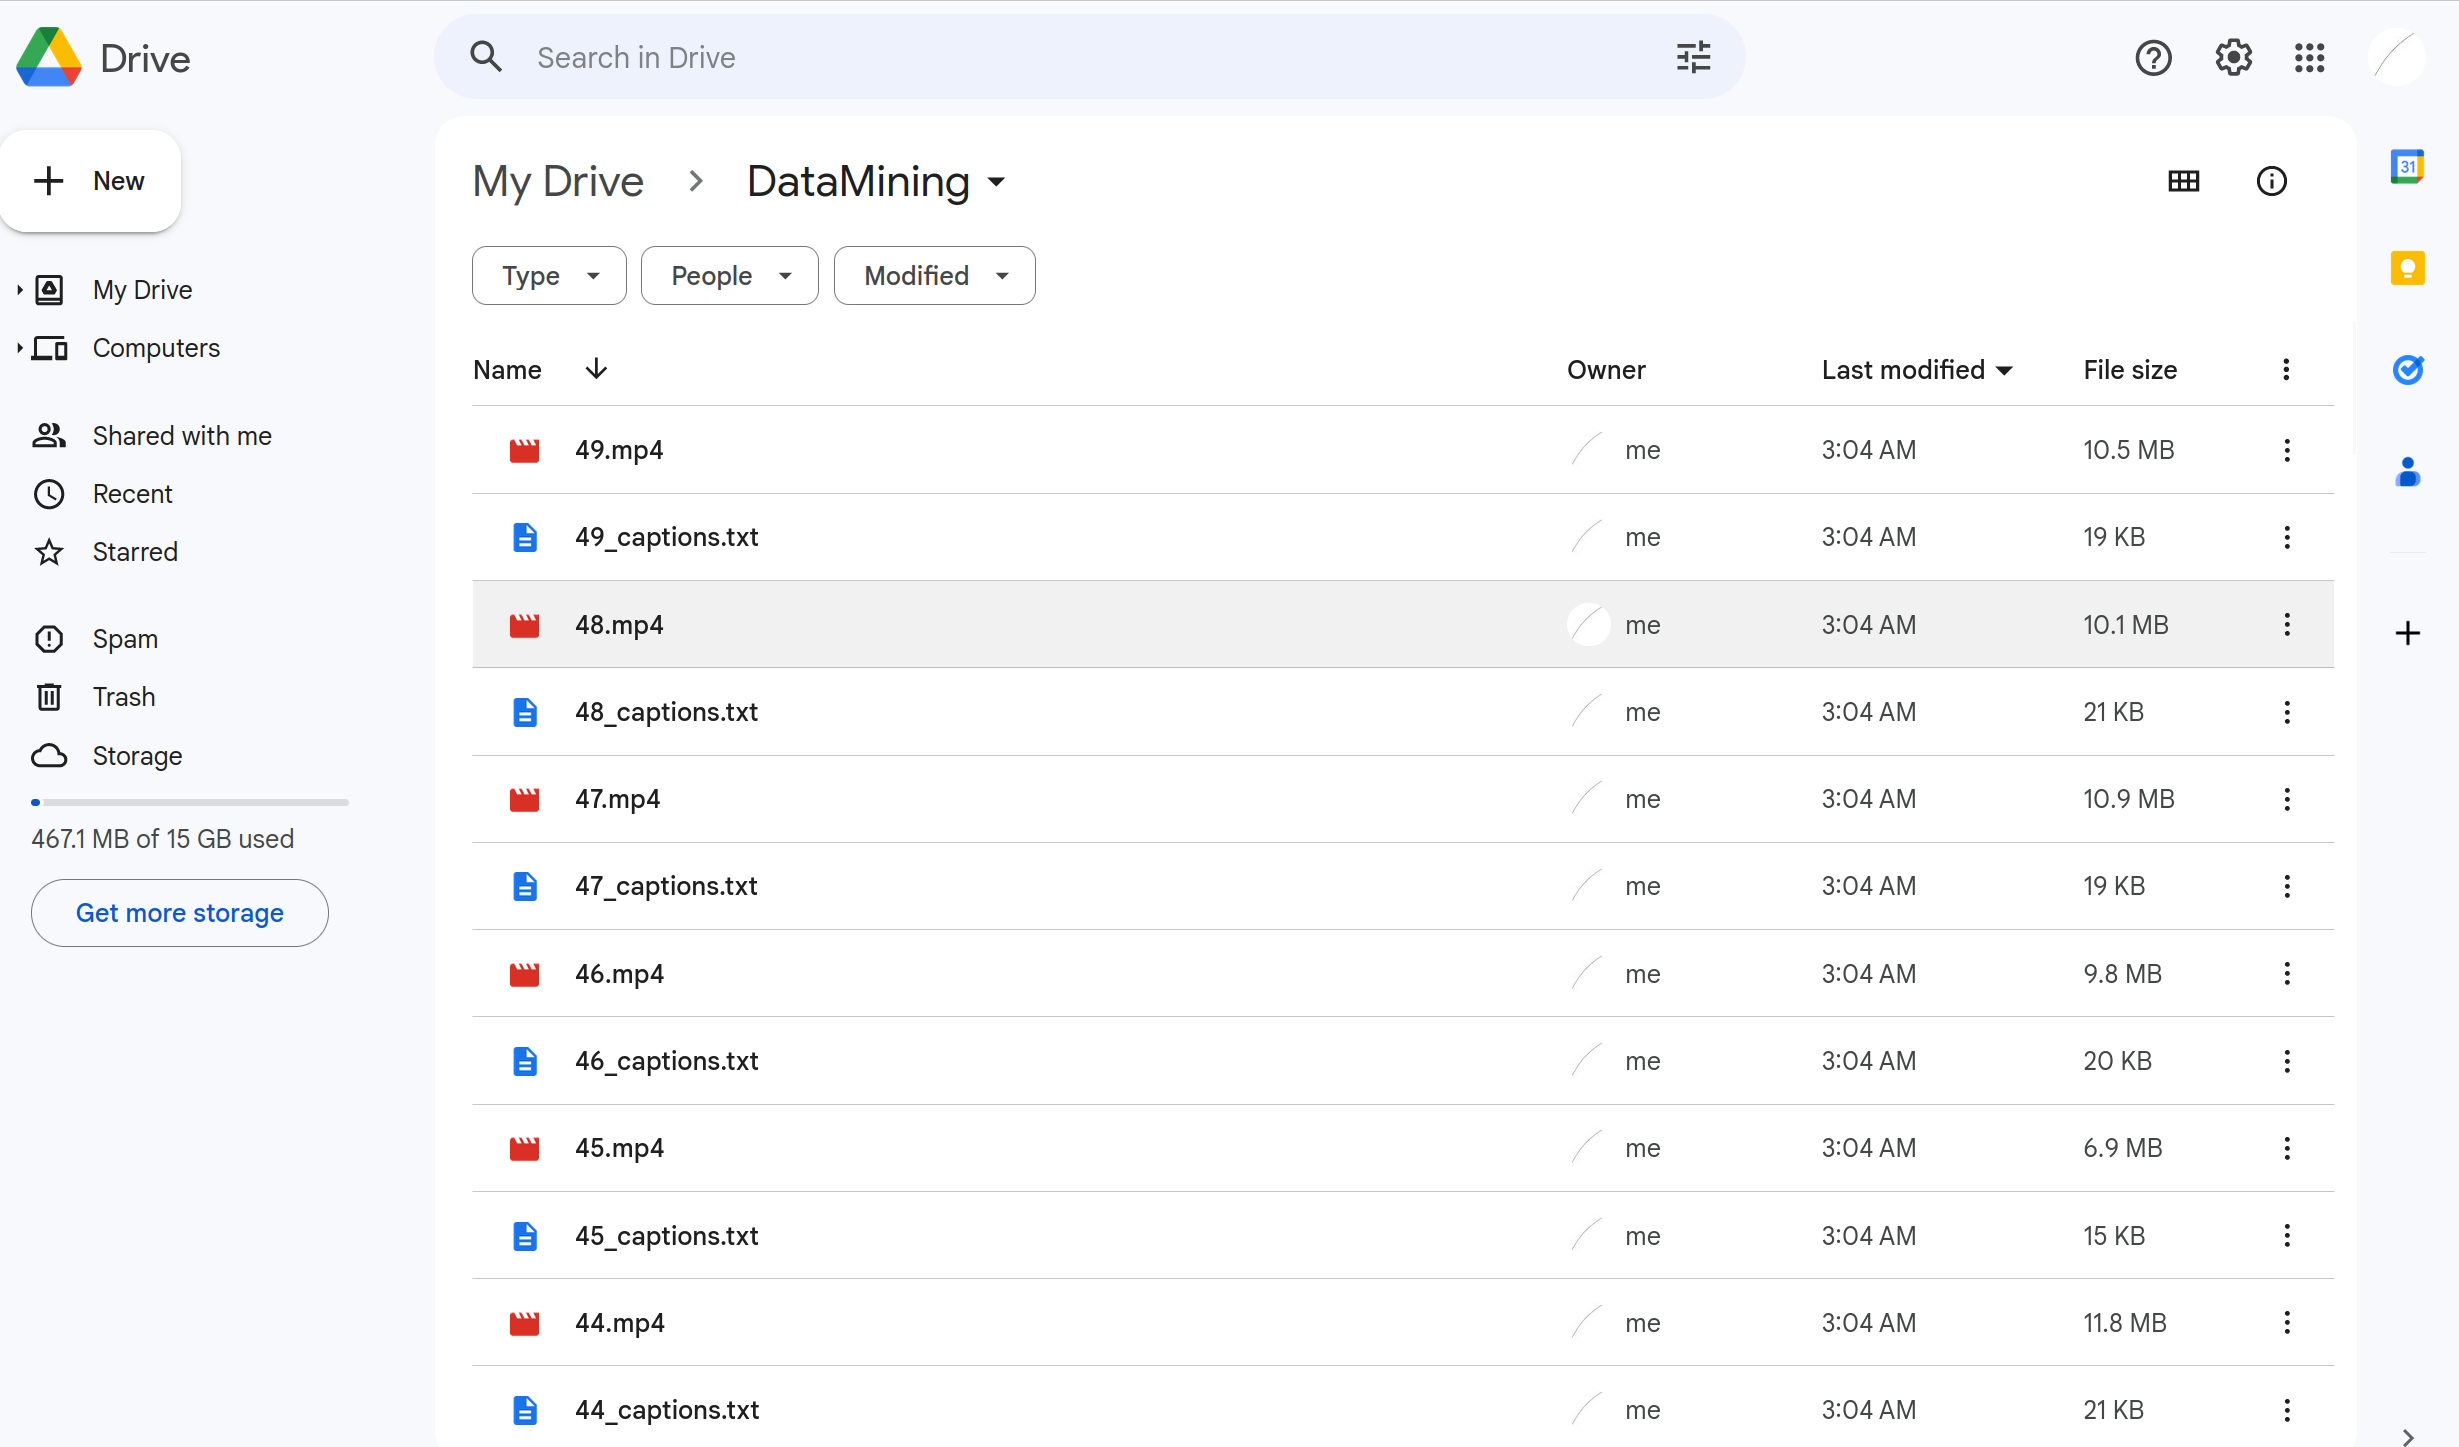 Drive
Search in Drive
New
My Drive
Computers
Shared with me
Recent
Starred
Spam
Trash
Storage
467.1 MB of 15 GB used
Get more storage
My Drive DataMining
Type People Modified
Name Owner Last modified File size
49.mp4 me 3:04 AM 10.5 MB
49_captions.txt me 3:04 AM 19 KB
48.mp4 me 3:04 AM 10.1 MB
48_captions.txt me 3:04 AM 21 KB
47.mp4 me 3:04 AM 10.9 MB
47_captions.txt me 3:04 AM 19 KB
46.mp4 me 3:04 AM 9.8 MB
46_captions.txt me 3:04 AM 20 KB
45.mp4 me 3:04 AM 6.9 MB
45_captions.txt me 3:04 AM 15 KB
44.mp4 me 3:04 AM 11.8 MB
44_captions.txt me 3:04 AM 21 KB
31